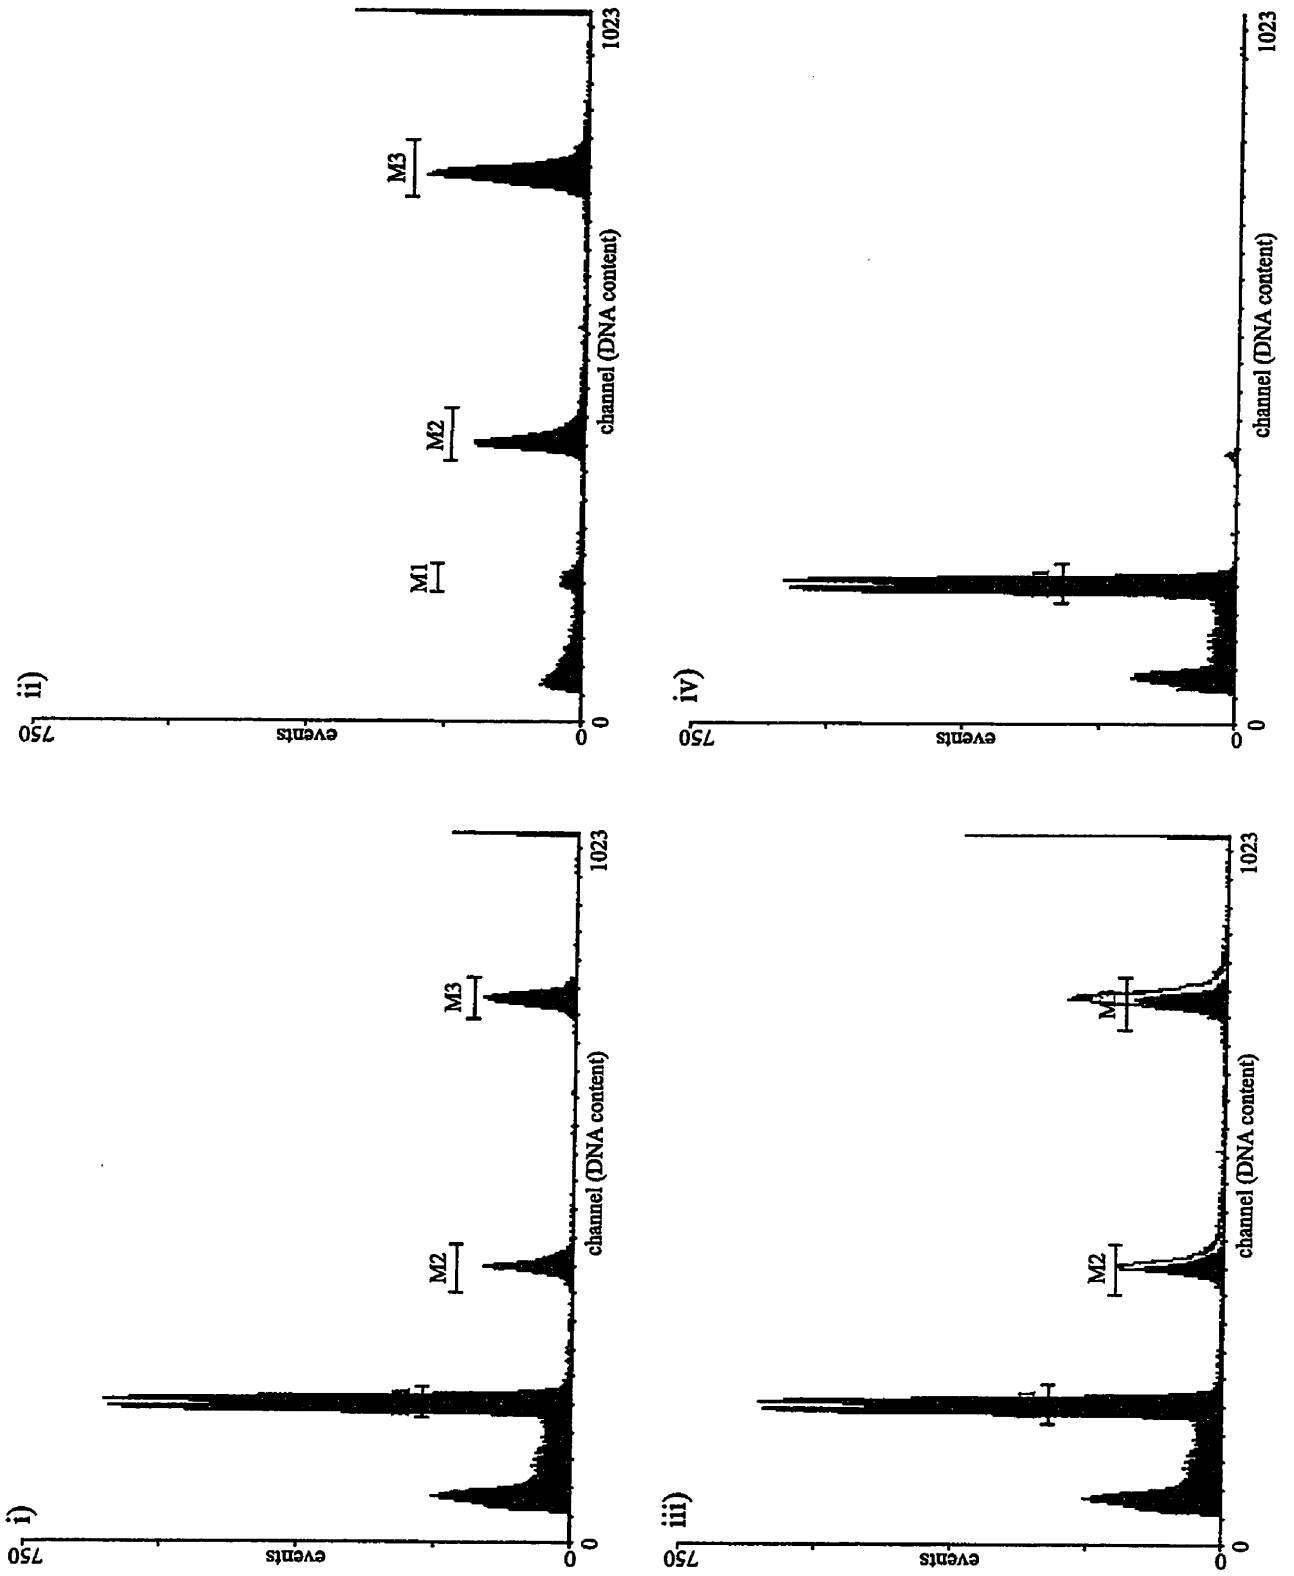 i)
750
events
0
M2
M3
0
channel (DNA content)
1023
ii)
750
events
0
M1
M2
M3
0
channel (DNA content)
1023
iii)
750
events
0
M2
0
channel (DNA content)
1023
iv)
750
events
0
0
channel (DNA content)
1023